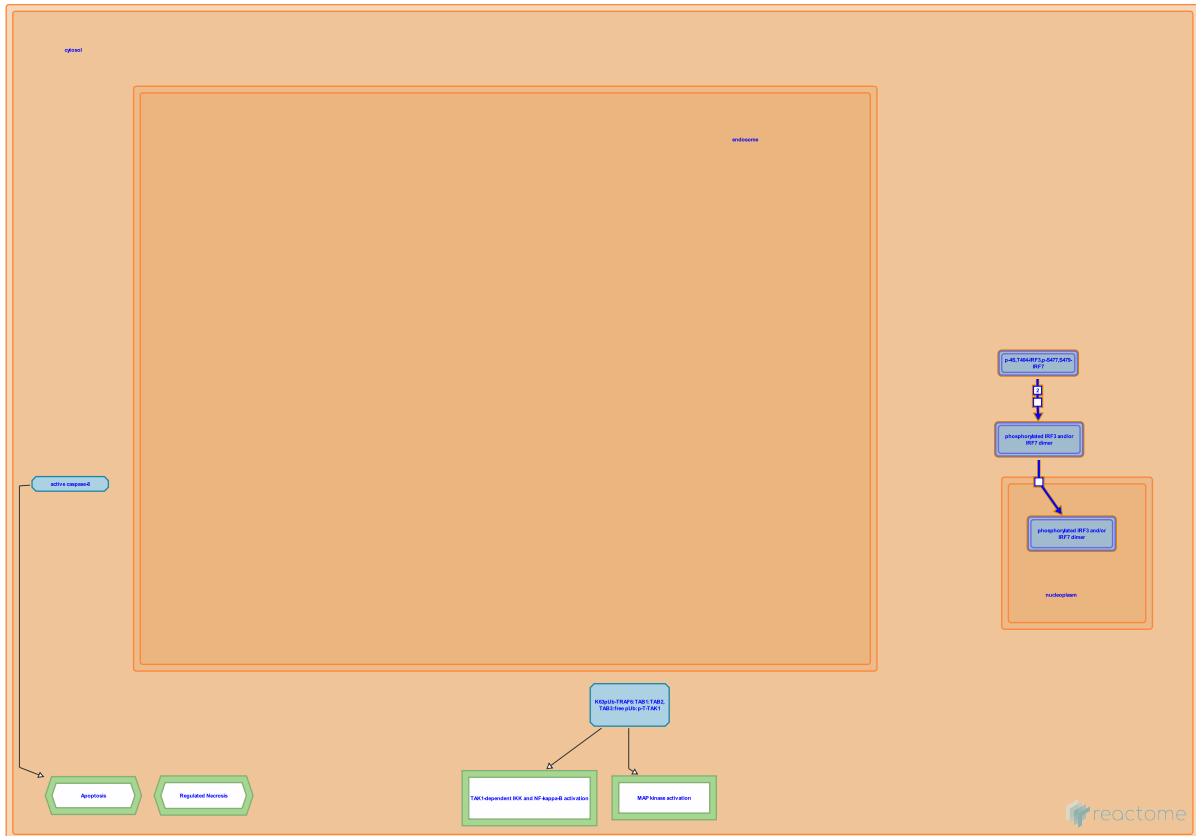 cytosol
endosome
p-4S,T404-IRF3,p-S477,S479-
IRF7
2
phosphorylated IRF3 and/or
IRF7 dimer
active caspase-8
phosphorylated IRF3 and/or
IRF7 dimer
nucleoplasm
K63pUb-TRAF6:TAB1:TAB2,
TAB3:free pUb:p-T-TAK1
Apoptosis
Regulated Necrosis
TAK1-dependent IKK and NF-kappa-B activation
MAP kinase activation
reactome